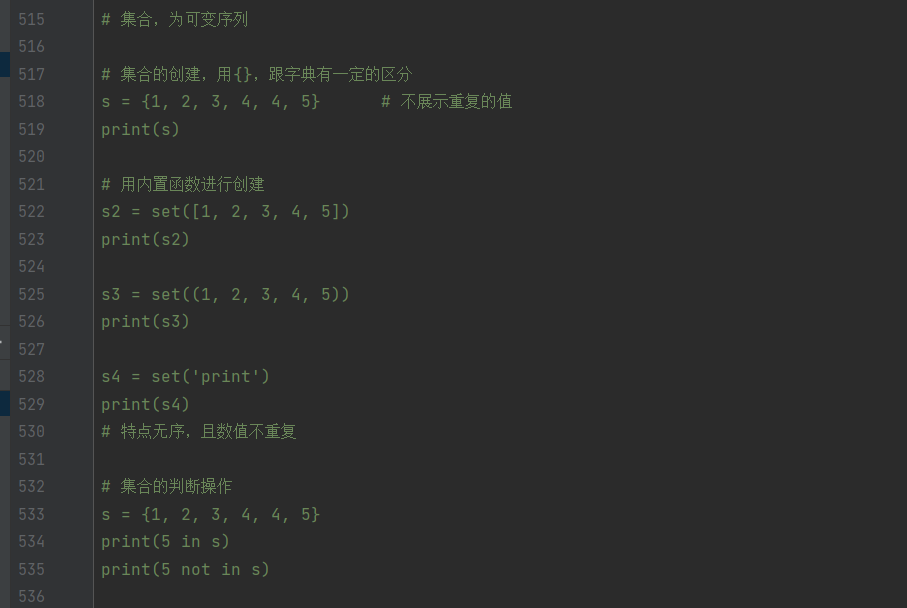 515 # 集合，为可变序列
516
517 # 集合的创建，用{}，跟字典有一定的区分
518 s = {1, 2, 3, 4, 4, 5}      # 不展示重复的值
519 print(s)
520
521 # 用内置函数进行创建
522 s2 = set([1, 2, 3, 4, 5])
523 print(s2)
524
525 s3 = set((1, 2, 3, 4, 5))
526 print(s3)
527
528 s4 = set('print')
529 print(s4)
530 # 特点无序，且数值不重复
531
532 # 集合的判断操作
533 s = {1, 2, 3, 4, 4, 5}
534 print(5 in s)
535 print(5 not in s)
536